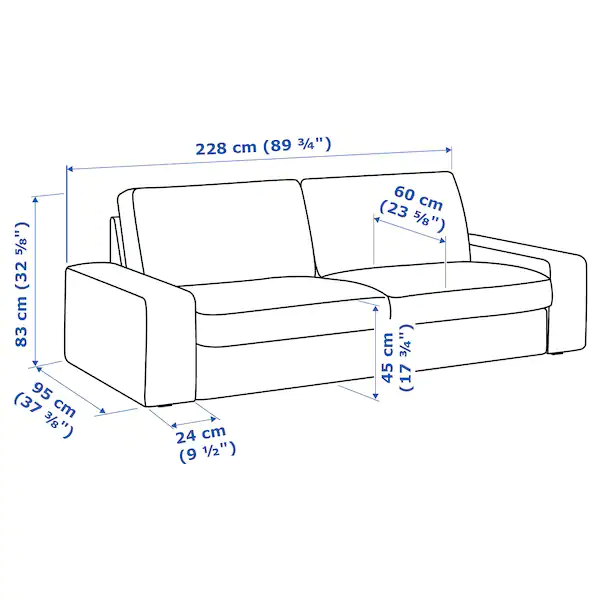 228 cm (89 ¾")
60 cm
(23 ⅝")
83 cm (32 ⅝")
45 cm
(17 ¾")
95 cm
(37 ⅜")
24 cm
(9 ½")